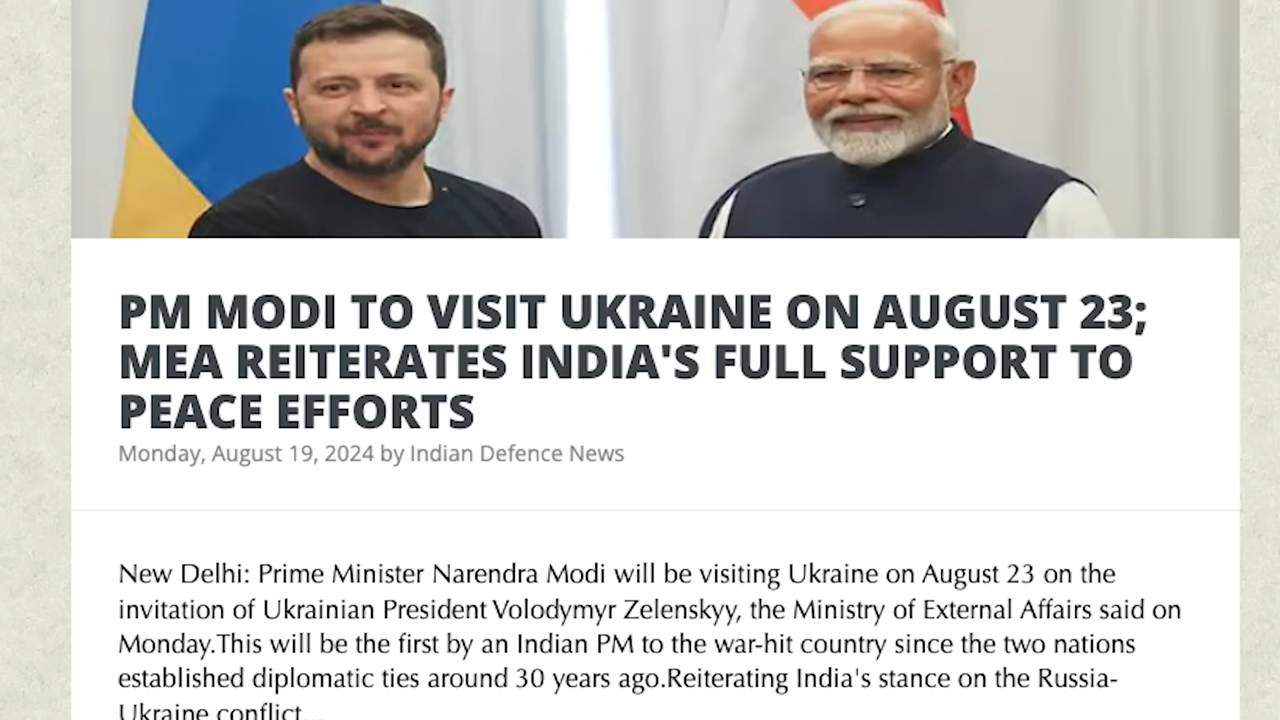 PM MODI TO VISIT UKRAINE ON AUGUST 23;
MEA REITERATES INDIA'S FULL SUPPORT TO
PEACE EFFORTS
Monday, August 19, 2024 by Indian Defence News
New Delhi: Prime Minister Narendra Modi will be visiting Ukraine on August 23 on the
invitation of Ukrainian President Volodymyr Zelenskyy, the Ministry of External Affairs said on
Monday.This will be the first by an Indian PM to the war-hit country since the two nations
established diplomatic ties around 30 years ago.Reiterating India's stance on the Russia-
Ukraine conflict...